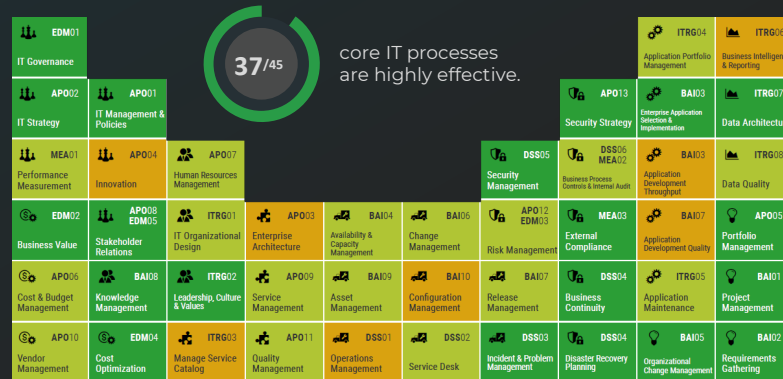 37/45
core IT processes
are highly effective.
EDM01
IT Governance
ITRG04
Application Portfolio
Management
ITRG06
Business Intelligen
& Reporting
APO02
IT Strategy
APO01
IT Management &
Policies
APO13
Security Strategy
BAI03
Enterprise Application
Selection &
Implementation
ITRG07
Data Architectu
MEA01
Performance
Measurement
APO04
Innovation
APO07
Human Resources
Management
DSS05
Security
Management
DSS06
MEA02
Business Process
Controls & Internal Audit
BAI03
Application
Development
Throughput
ITRG08
Data Quality
EDM02
Business Value
APO08
EDM05
Stakeholder
Relations
ITRG01
IT Organizational
Design
APO03
Enterprise
Architecture
BAI04
Availability &
Capacity
Management
BAI06
Change
Management
APO12
EDM03
Risk Management
MEA03
External
Compliance
BAI07
Application
Development Quality
APO05
Portfolio
Management
APO06
Cost & Budget
Management
BAI08
Knowledge
Management
ITRG02
Leadership, Culture
& Values
APO09
Service
Management
BAI09
Asset
Management
BAI10
Configuration
Management
BAI07
Release
Management
DSS04
Business
Continuity
ITRG05
Application
Maintenance
BAI01
Project
Management
APO10
Vendor
Management
EDM04
Cost
Optimization
ITRG03
Manage Service
Catalog
APO11
Quality
Management
DSS01
Operations
Management
DSS02
Service Desk
DSS03
Incident & Problem
Management
DSS04
Disaster Recovery
Planning
BAI05
Organizational
Change Management
BAI02
Requirements
Gathering